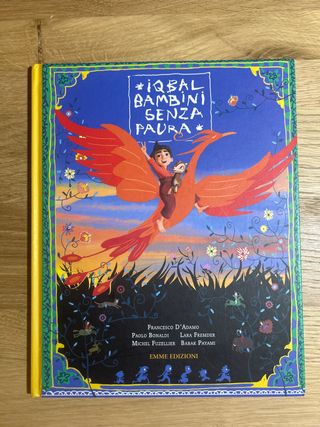 *IQBAL
BAMBINI
SENZA
PAURA*
FRANCESCO D'ADAMO
PAOLO BONALDI LARA FREMDER
MICHEL FUZELLIER BABAK PAYAMI
EMME EDIZIONI